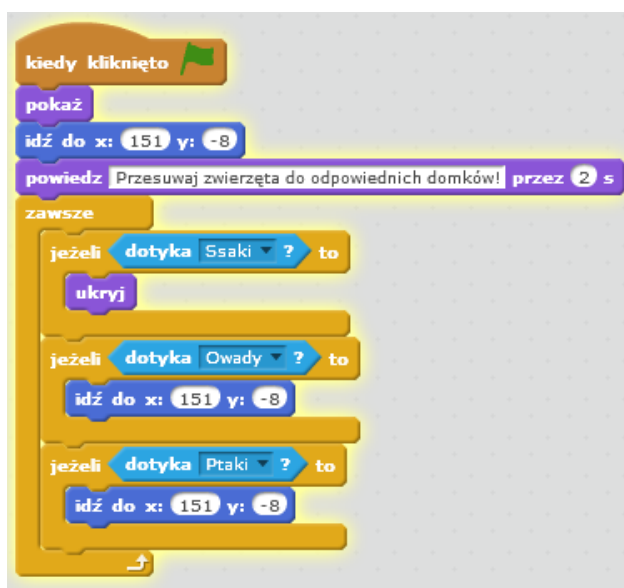 kiedy kliknięto
pokaż
idź do x: 151 y: -8
powiedz Przesuwaj zwierzęta do odpowiednich domków! przez 2 s
zawsze
jeżeli dotyka Ssaki ? to
ukryj
jeżeli dotyka Owady ? to
idź do x: 151 y: -8
jeżeli dotyka Ptaki ? to
idź do x: 151 y: -8